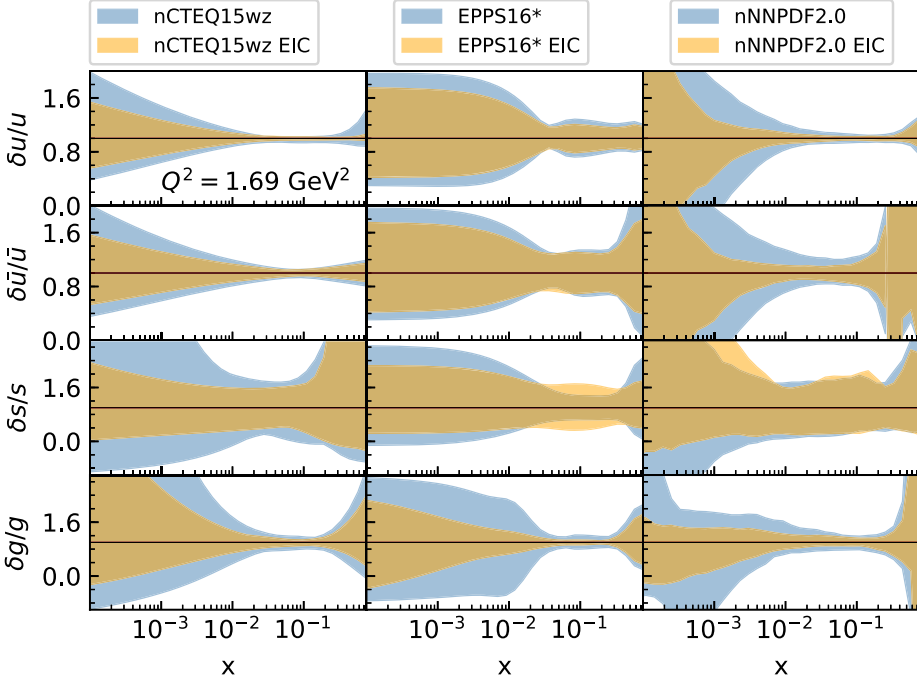 nCTEQ15wz
nCTEQ15wz EIC
EPPS16*
EPPS16* EIC
nNNPDF2.0
nNNPDF2.0 EIC
δu/u
1.6
0.8
0.0
Q² = 1.69 GeV²
δū/ū
1.6
0.8
0.0
δs/s
1.6
0.0
δg/g
1.6
0.0
10⁻³ 10⁻² 10⁻¹ 10⁻³ 10⁻² 10⁻¹ 10⁻³ 10⁻² 10⁻¹
x x x